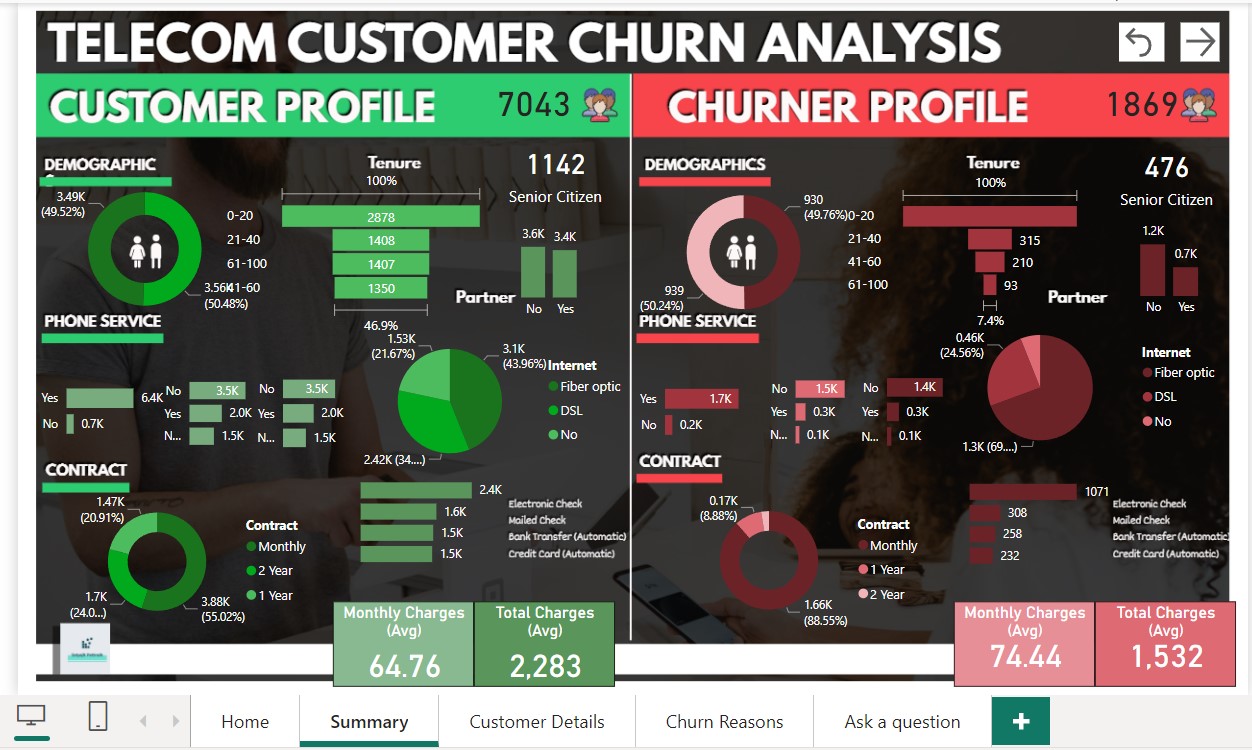 TELECOM CUSTOMER CHURN ANALYSIS
CUSTOMER PROFILE
7043
CHURNER PROFILE
1869
DEMOGRAPHIC
3.49K
(49.52%)
3.56K
(50.48%)
Tenure
100%
0-20
2878
21-40
1408
61-100
1407
41-60
1350
46.9%
1142
Senior Citizen
3.6K
3.4K
No
Yes
Partner
PHONE SERVICE
Yes
6.4K
No
0.7K
No
3.5K
Yes
2.0K
N...
1.5K
No
3.5K
Yes
2.0K
N...
1.5K
1.53K
(21.67%)
3.1K
(43.96%)
2.42K (34....)
Internet
Fiber optic
DSL
No
CONTRACT
1.47K
(20.91%)
1.7K
(24.0...)
3.88K
(55.02%)
Contract
Monthly
2 Year
1 Year
2.4K
1.6K
1.5K
1.5K
Electronic Check
Mailed Check
Bank Transfer (Automatic)
Credit Card (Automatic)
Monthly Charges
(Avg)
64.76
Total Charges
(Avg)
2,283
DEMOGRAPHICS
930
(49.76%)
939
(50.24%)
Tenure
100%
0-20
21-40
315
41-60
210
61-100
93
7.4%
476
Senior Citizen
1.2K
0.7K
No
Yes
Partner
PHONE SERVICE
Yes
1.7K
No
0.2K
No
1.5K
Yes
0.3K
N...
0.1K
No
1.4K
Yes
0.3K
N...
0.1K
0.46K
(24.56%)
1.3K (69....)
Internet
Fiber optic
DSL
No
CONTRACT
0.17K
(8.88%)
1.66K
(88.55%)
Contract
Monthly
1 Year
2 Year
1071
308
258
232
Electronic Check
Mailed Check
Bank Transfer (Automatic)
Credit Card (Automatic)
Monthly Charges
(Avg)
74.44
Total Charges
(Avg)
1,532
Home
Summary
Customer Details
Churn Reasons
Ask a question